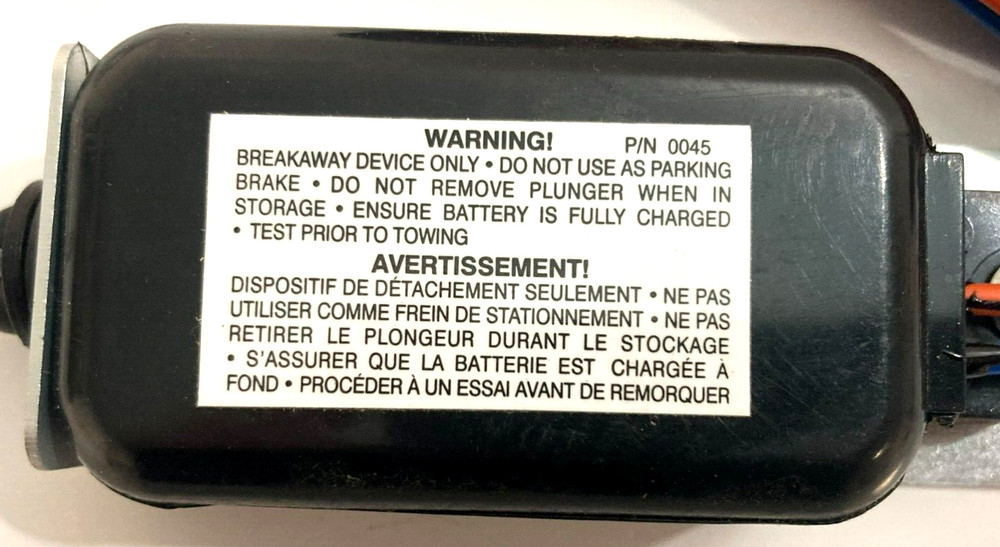 WARNING! P/N 0045
BREAKAWAY DEVICE ONLY • DO NOT USE AS PARKING
BRAKE • DO NOT REMOVE PLUNGER WHEN IN
STORAGE • ENSURE BATTERY IS FULLY CHARGED
• TEST PRIOR TO TOWING
AVERTISSEMENT!
DISPOSITIF DE DÉTACHEMENT SEULEMENT • NE PAS
UTILISER COMME FREIN DE STATIONNEMENT • NE PAS
RETIRER LE PLONGEUR DURANT LE STOCKAGE
• S'ASSURER QUE LA BATTERIE EST CHARGÉE À
FOND • PROCÉDER À UN ESSAI AVANT DE REMORQUER